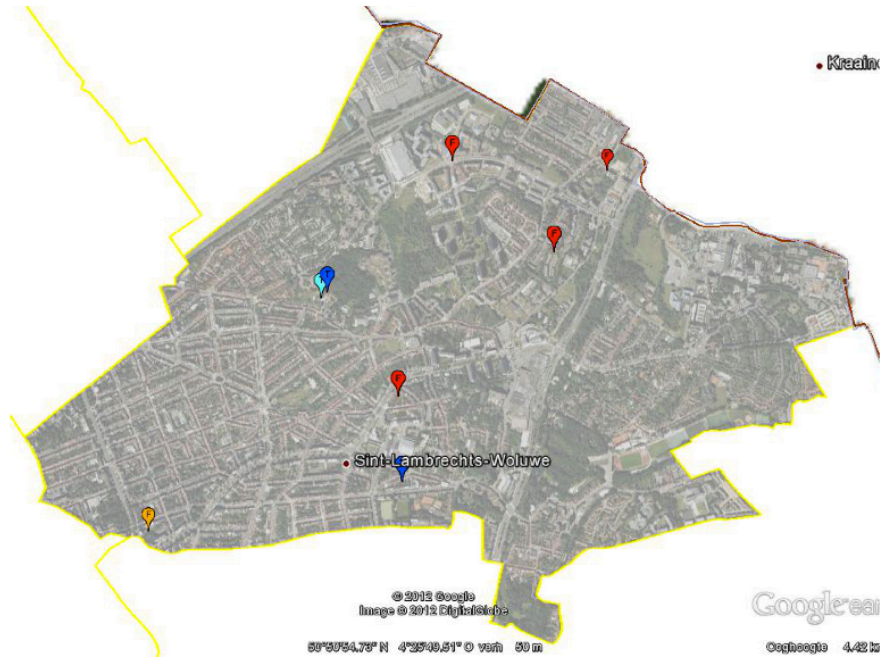 Kraain
F
F
F
T
F
Sint-Lambrechts-Woluwe
F
© 2012 Google
Image © 2012 DigitalGlobe
Google ear
50°50'54.73" N 4°25'49.51" O verh 50 m
Ooghoogte 4.42 km